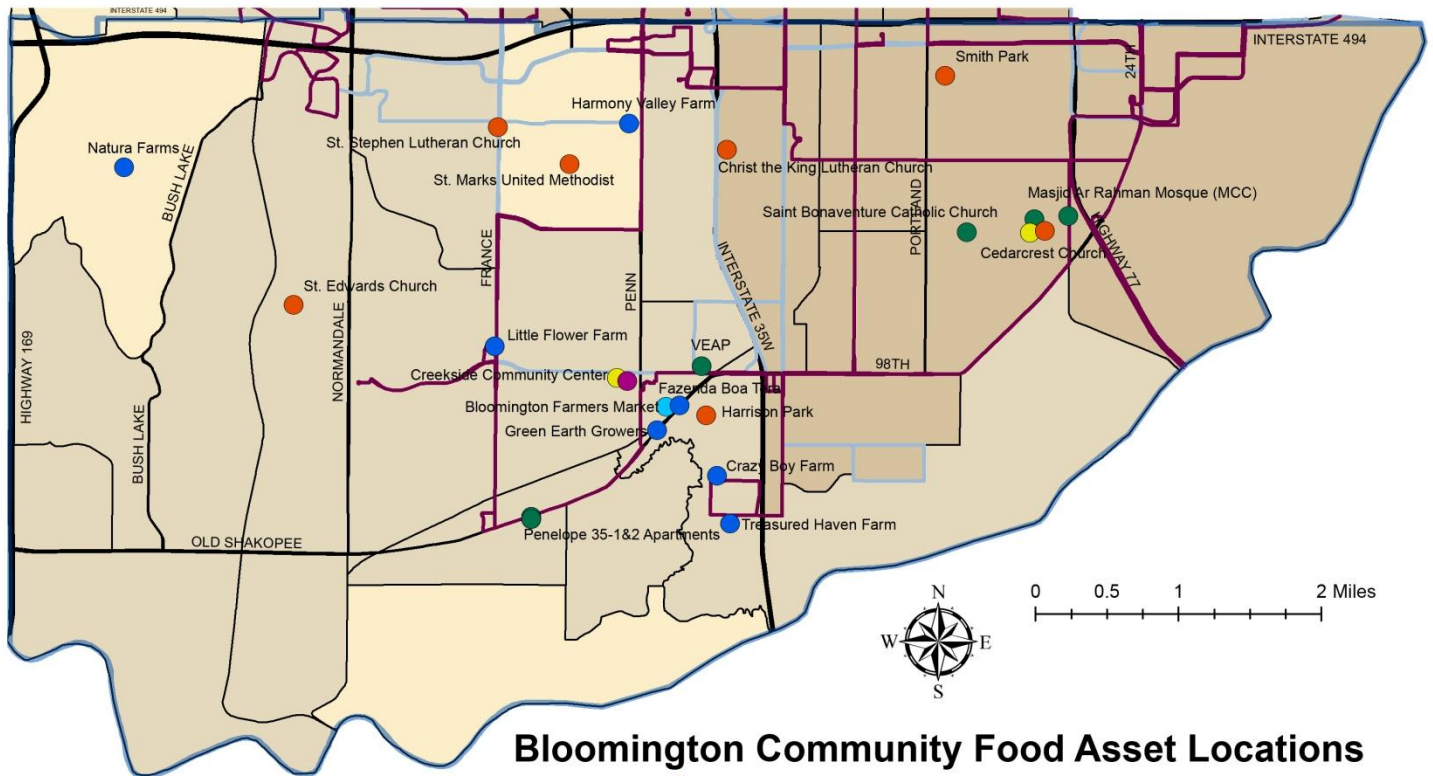 INTERSTATE 494
INTERSTATE 494
24TH
Smith Park
Harmony Valley Farm
St. Stephen Lutheran Church
Natura Farms
BUSH LAKE
St. Marks United Methodist
Christ the King Lutheran Church
Masjid Ar Rahman Mosque (MCC)
Saint Bonaventure Catholic Church
PORTLAND
Cedarcrest Church
HIGHWAY 77
FRANCE
PENN
INTERSTATE 35W
St. Edwards Church
NORMANDALE
HIGHWAY 169
Little Flower Farm
VEAP
98TH
Creekside Community Center
Fazenda Boa Terra
Bloomington Farmers Market
Harrison Park
Green Earth Growers
BUSH LAKE
Crazy Boy Farm
Treasured Haven Farm
Penelope 35-1&2 Apartments
OLD SHAKOPEE
0 0.5 1 2 Miles
N
W E
S
Bloomington Community Food Asset Locations